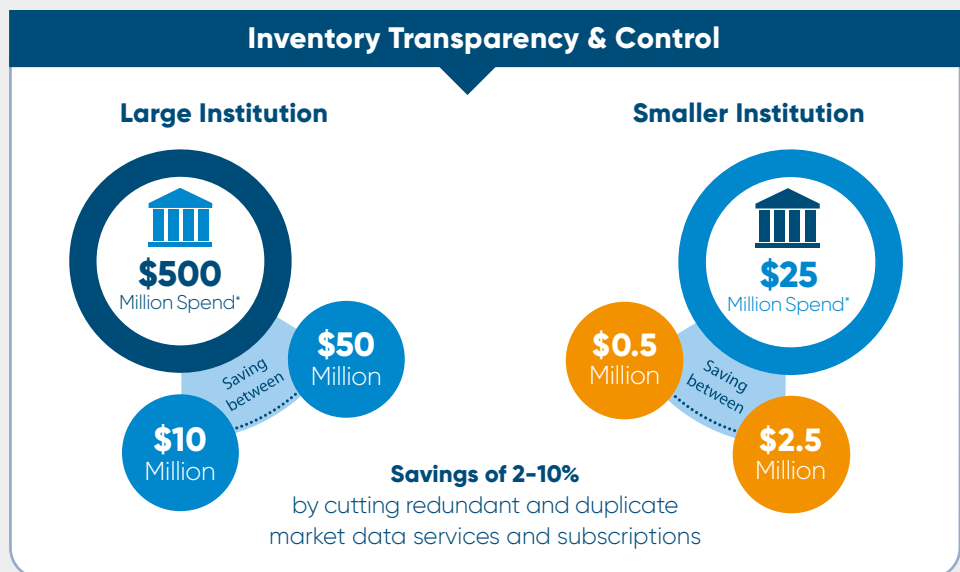 Inventory Transparency & Control
Large Institution
$500
Million Spend*
Saving
between
$10
Million
$50
Million
Smaller Institution
$25
Million Spend*
Saving
between
$0.5
Million
$2.5
Million
Savings of 2-10%
by cutting redundant and duplicate
market data services and subscriptions